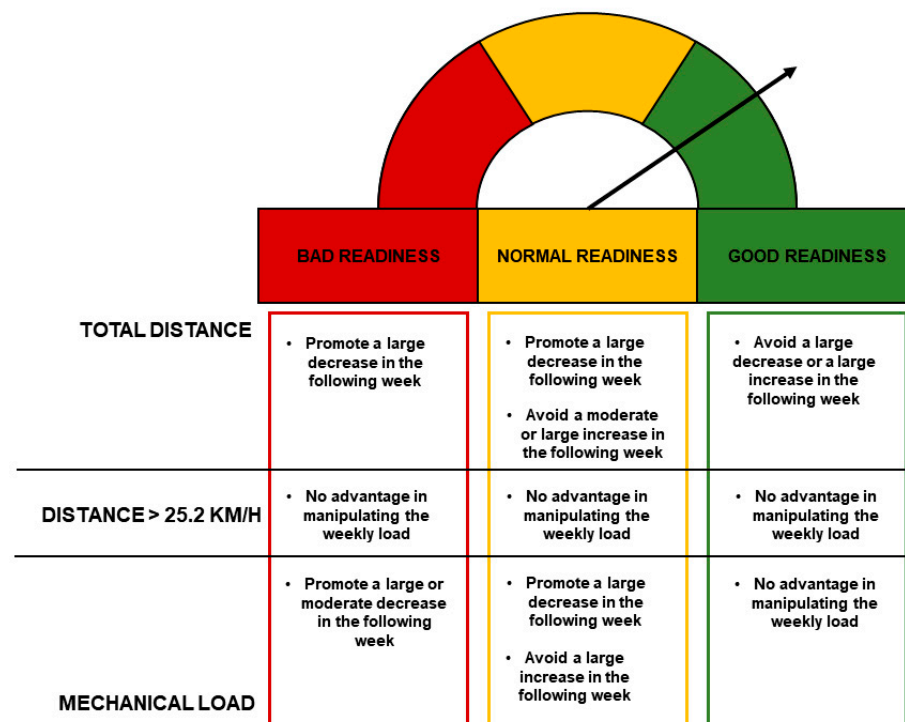 BAD READINESS
NORMAL READINESS
GOOD READINESS
TOTAL DISTANCE
• Promote a large
decrease in the
following week
• Promote a large
decrease in the
following week
• Avoid a moderate
or large increase in
the following week
• Avoid a large
decrease or a large
increase in the
following week
DISTANCE > 25.2 KM/H
• No advantage in
manipulating the
weekly load
• No advantage in
manipulating the
weekly load
• No advantage in
manipulating the
weekly load
MECHANICAL LOAD
• Promote a large or
moderate decrease
in the following
week
• Promote a large
decrease in the
following week
• Avoid a large
increase in the
following week
• No advantage in
manipulating the
weekly load